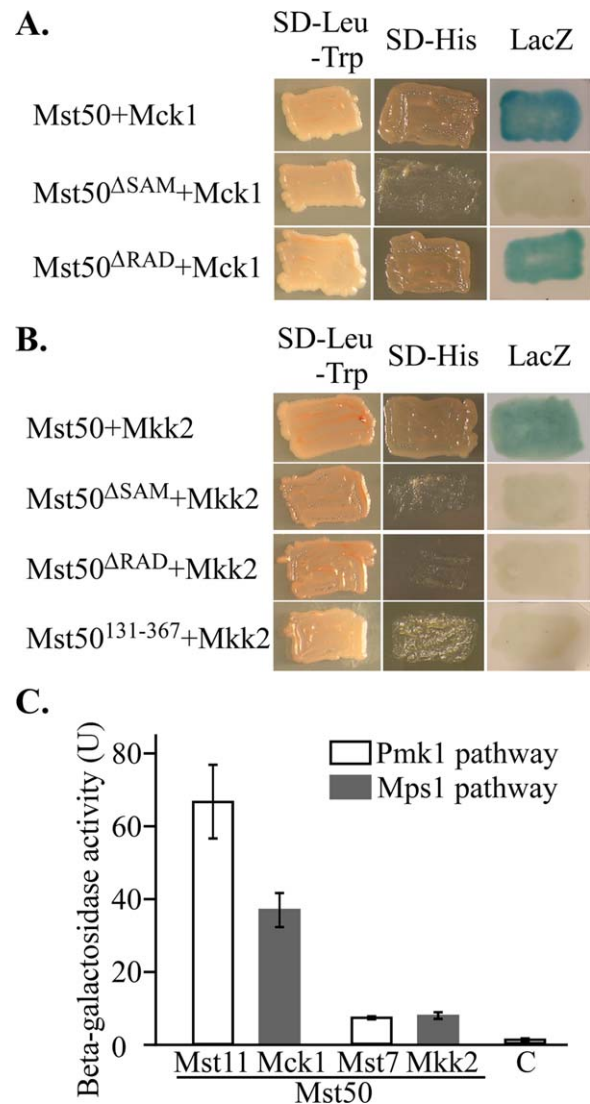 A.
SD-Leu SD-His LacZ
-Trp
Mst50+Mck1
Mst50ΔSAM+Mck1
Mst50ΔRAD+Mck1
B.
SD-Leu SD-His LacZ
-Trp
Mst50+Mkk2
Mst50ΔSAM+Mkk2
Mst50ΔRAD+Mkk2
Mst50131-367+Mkk2
C.
Beta-galactosidase activity (U)
80
60
40
20
0
Pmk1 pathway
Mps1 pathway
Mst11 Mck1 Mst7 Mkk2 C
Mst50